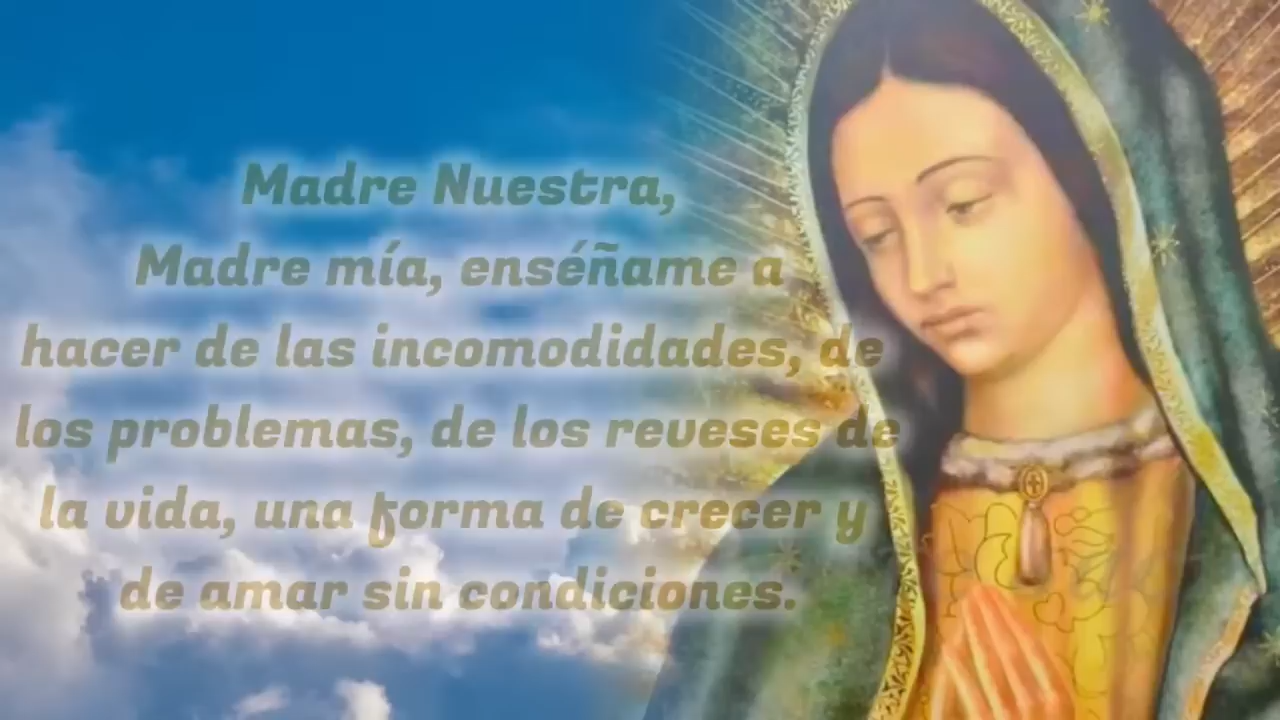 Madre Nuestra,
Madre mía, enséñame a
hacer de las incomodidades, de
los problemas, de los reveses de
la vida, una forma de crecer y
de amar sin condiciones.